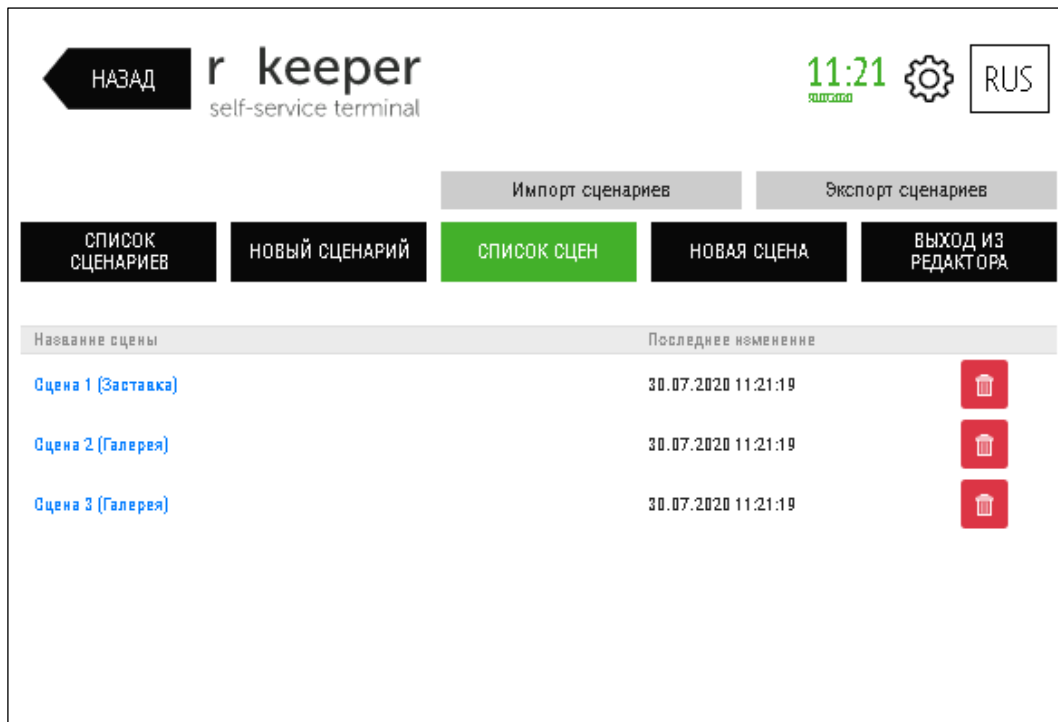 НАЗАД
r keeper
self-service terminal
11:21
RUS
Импорт сценариев
Экспорт сценариев
СПИСОК
СЦЕНАРИЕВ
НОВЫЙ СЦЕНАРИЙ
СПИСОК СЦЕН
НОВАЯ СЦЕНА
ВЫХОД ИЗ
РЕДАКТОРА
Название сцены
Последнее изменение
Сцена 1 (Заставка)
30.07.2020 11:21:19
Сцена 2 (Галерея)
30.07.2020 11:21:19
Сцена 3 (Галерея)
30.07.2020 11:21:19